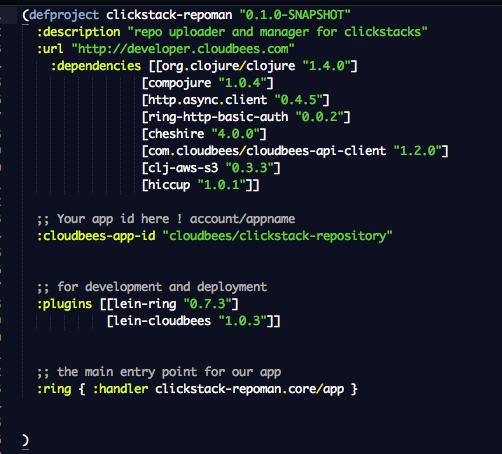 (defproject clickstack-repoman "0.1.0-SNAPSHOT"
:description "repo uploader and manager for clickstacks"
:url "http://developer.cloudbees.com"
:dependencies [[org.clojure/clojure "1.4.0"]
[compojure "1.0.4"]
[http.async.client "0.4.5"]
[ring-http-basic-auth "0.0.2"]
[cheshire "4.0.0"]
[com.cloudbees/cloudbees-api-client "1.2.0"]
[clj-aws-s3 "0.3.3"]
[hiccup "1.0.1"]]
;; Your app id here ! account/appname
:cloudbees-app-id "cloudbees/clickstack-repository"
;; for development and deployment
:plugins [[lein-ring "0.7.3"]
[lein-cloudbees "1.0.3"]]
;; the main entry point for our app
:ring { :handler clickstack-repoman.core/app }
)